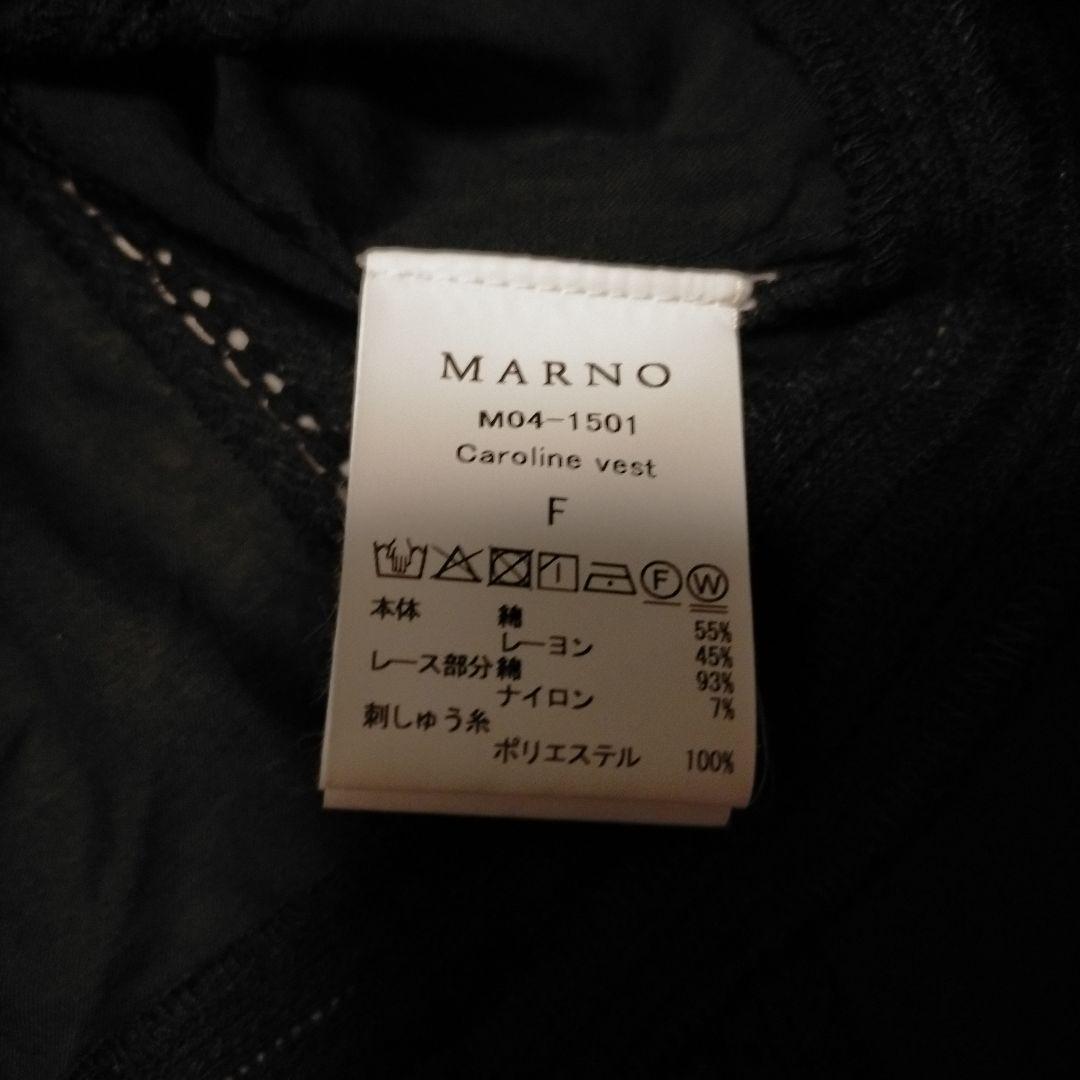 MARNO
M04-1501
Caroline vest
F
F W
本体 綿 55%
レーヨン 45%
レース部分 綿 93%
ナイロン 7%
刺しゅう糸
ポリエステル 100%